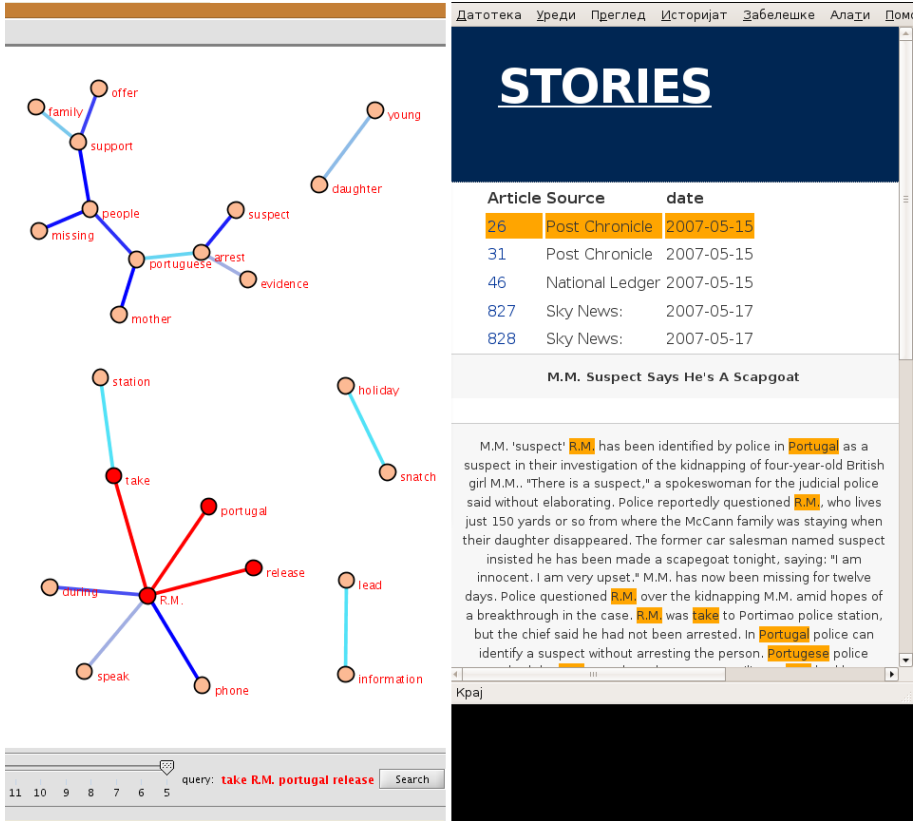 offer
family
support
young
daughter
people
missing
suspect
portuguese
arrest
evidence
mother
station
holiday
take
snatch
portugal
release
during
R.M.
lead
speak
phone
information
11 10 9 8 7 6 5
query: take R.M. portugal release Search
Датотека Уреди Преглед Историјат Забелешке Алати
STORIES
Article Source date
26 Post Chronicle 2007-05-15
31 Post Chronicle 2007-05-15
46 National Ledger 2007-05-15
827 Sky News: 2007-05-17
828 Sky News: 2007-05-17
M.M. Suspect Says He's A Scapgoat
M.M. 'suspect' R.M. has been identified by police in Portugal as a
suspect in their investigation of the kidnapping of four-year-old British
girl M.M.. "There is a suspect," a spokeswoman for the judicial police
said without elaborating. Police reportedly questioned R.M., who lives
just 150 yards or so from where the McCann family was staying when
their daughter disappeared. The former car salesman named suspect
insisted he has been made a scapegoat tonight, saying: "I am
innocent. I am very upset." M.M. has now been missing for twelve
days. Police questioned R.M. over the kidnapping M.M. amid hopes of
a breakthrough in the case. R.M. was take to Portimao police station,
but the chief said he had not been arrested. In Portugal police can
identify a suspect without arresting the person. Portugese police
Крај